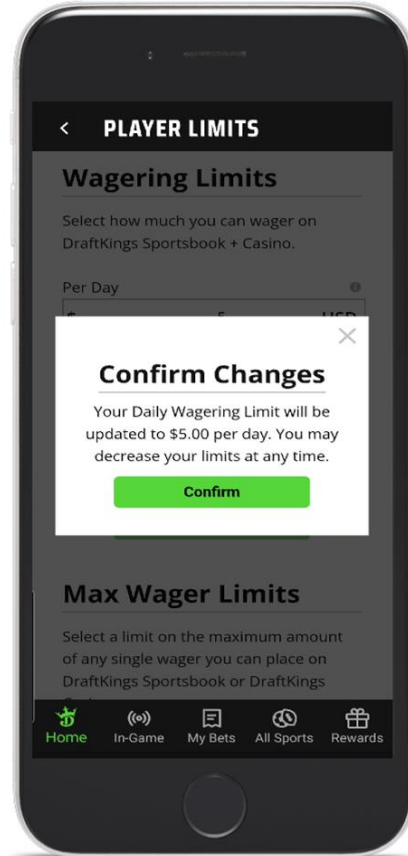 PLAYER LIMITS
Wagering Limits
Select how much you can wager on
DraftKings Sportsbook + Casino.
Per Day
Confirm Changes
Your Daily Wagering Limit will be
updated to $5.00 per day. You may
decrease your limits at any time.
Confirm
Max Wager Limits
Select a limit on the maximum amount
of any single wager you can place on
DraftKings Sportsbook or DraftKings
Home In-Game My Bets All Sports Rewards